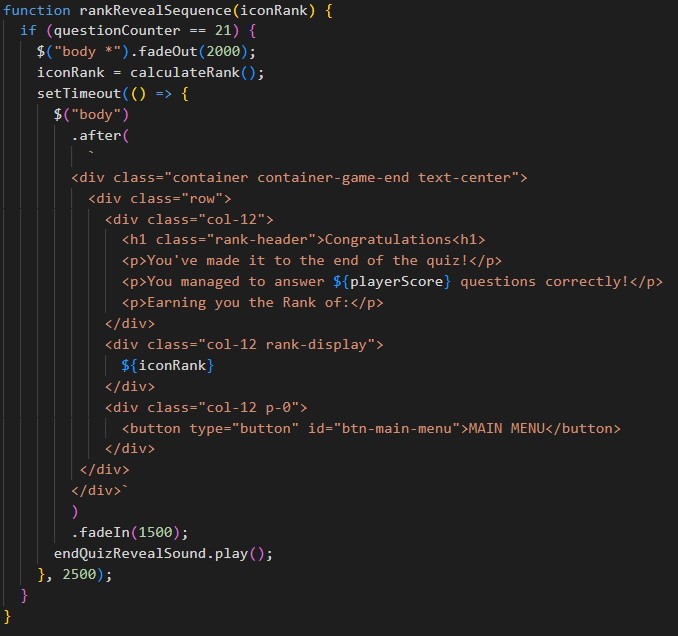 function rankRevealSequence(iconRank) {
if (questionCounter == 21) {
$("body *").fadeOut(2000);
iconRank = calculateRank();
setTimeout(() => {
$("body")
.after(
`
<div class="container container-game-end text-center">
<div class="row">
<div class="col-12">
<h1 class="rank-header">Congratulations<h1>
<p>You've made it to the end of the quiz!</p>
<p>You managed to answer ${playerScore} questions correctly!</p>
<p>Earning you the Rank of:</p>
</div>
<div class="col-12 rank-display">
${iconRank}
</div>
<div class="col-12 p-0">
<button type="button" id="btn-main-menu">MAIN MENU</button>
</div>
</div>
</div>`
)
.fadeIn(1500);
endQuizRevealSound.play();
}, 2500);
}
}